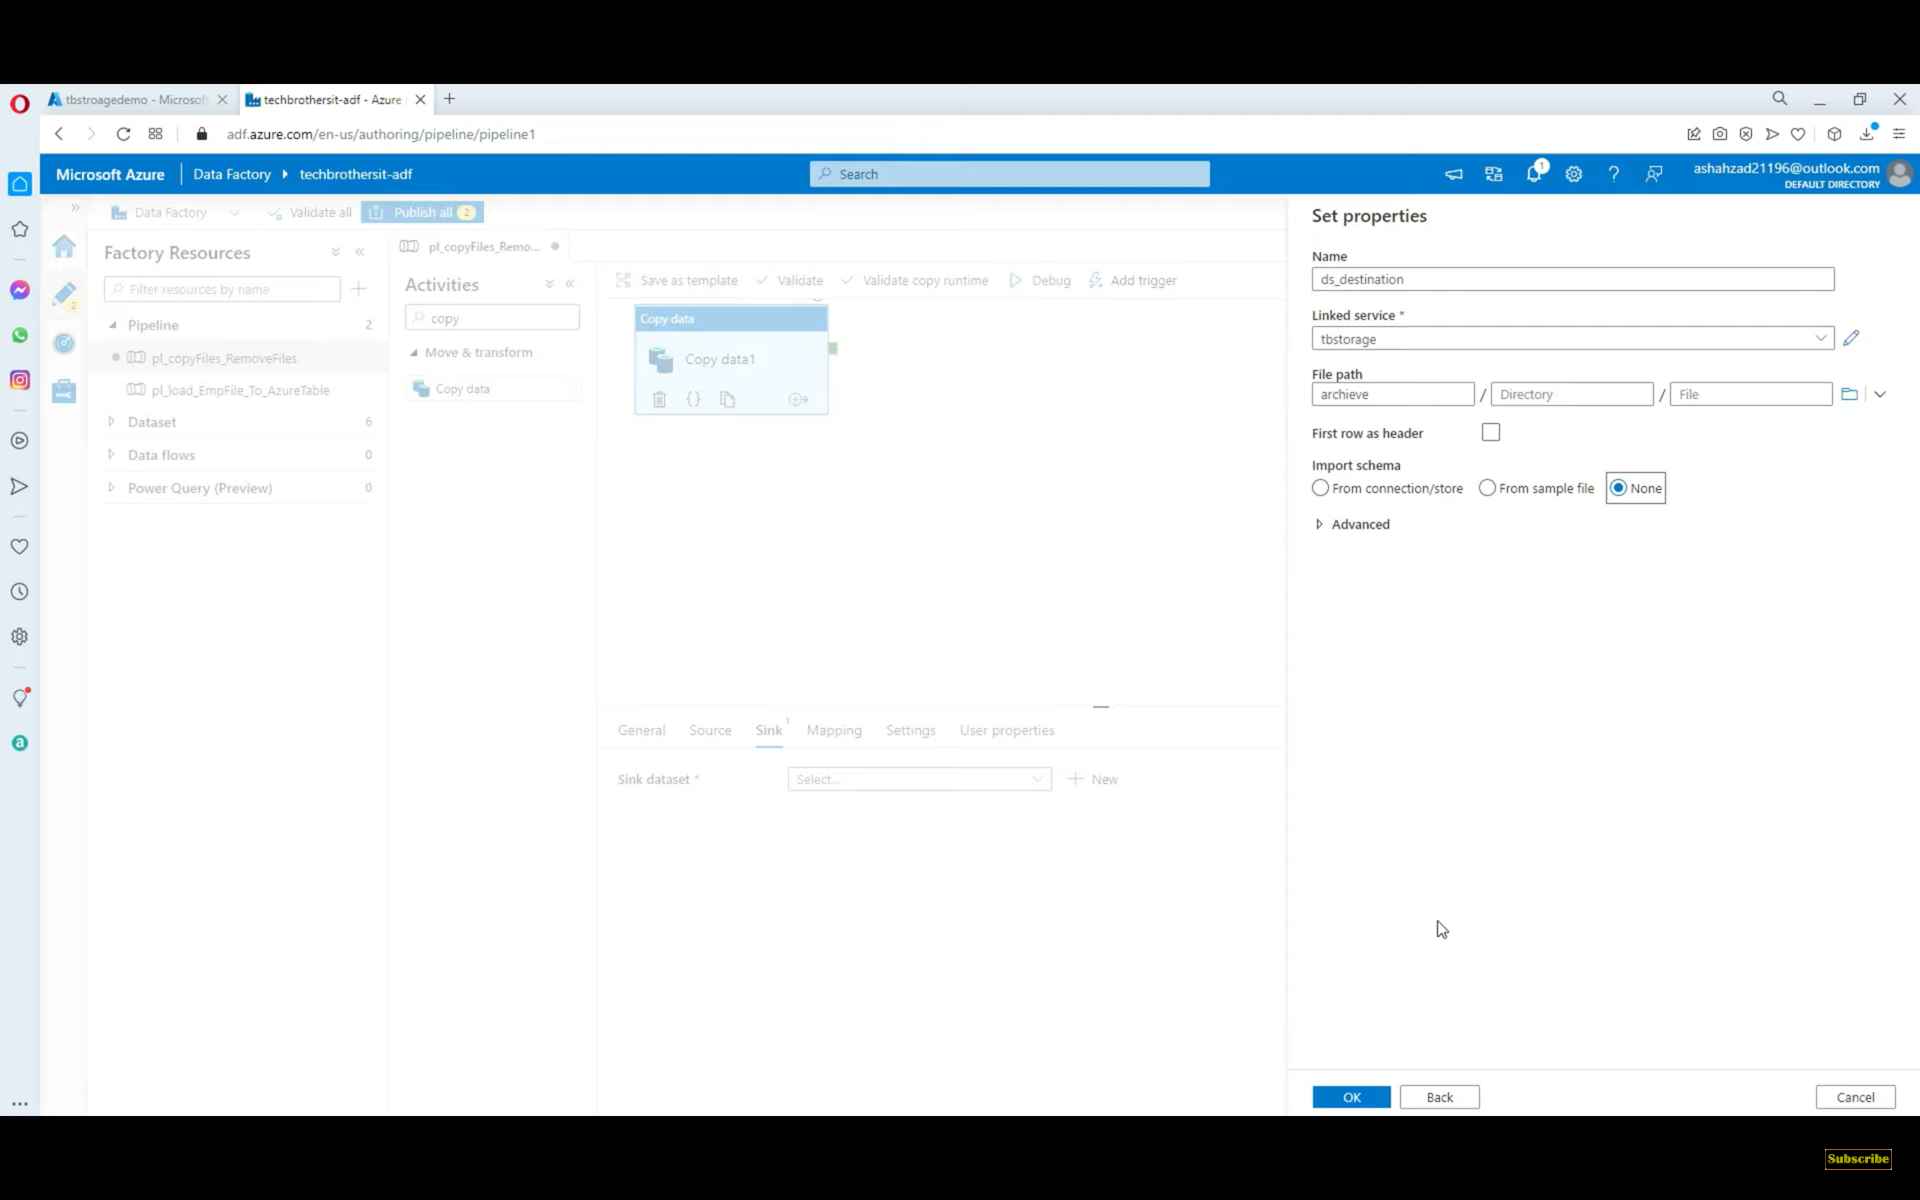 tbstroagedemo - Microsof
techbrothersit-adf - Azure
adf.azure.com/en-us/authoring/pipeline/pipeline1
Microsoft Azure
Data Factory
techbrothersit-adf
Search
1
ashahzad21196@outlook.com
DEFAULT DIRECTORY
Data Factory
Validate all
Publish all 2
Factory Resources
Filter resources by name
2
Pipeline 2
pl_copyFiles_RemoveFiles
pl_load_EmpFile_To_AzureTable
Dataset 6
Data flows 0
Power Query (Preview) 0
pl_copyFiles_Remo...
Activities
copy
Move & transform
Copy data
Save as template
Validate
Validate copy runtime
Debug
Add trigger
Copy data
Copy data1
General
Source
Sink 1
Mapping
Settings
User properties
Sink dataset *
Select...
New
Set properties
Name
ds_destination
Linked service *
tbstorage
File path
archieve / Directory / File
First row as header
Import schema
From connection/store
From sample file
None
Advanced
OK
Back
Cancel
Subscribe